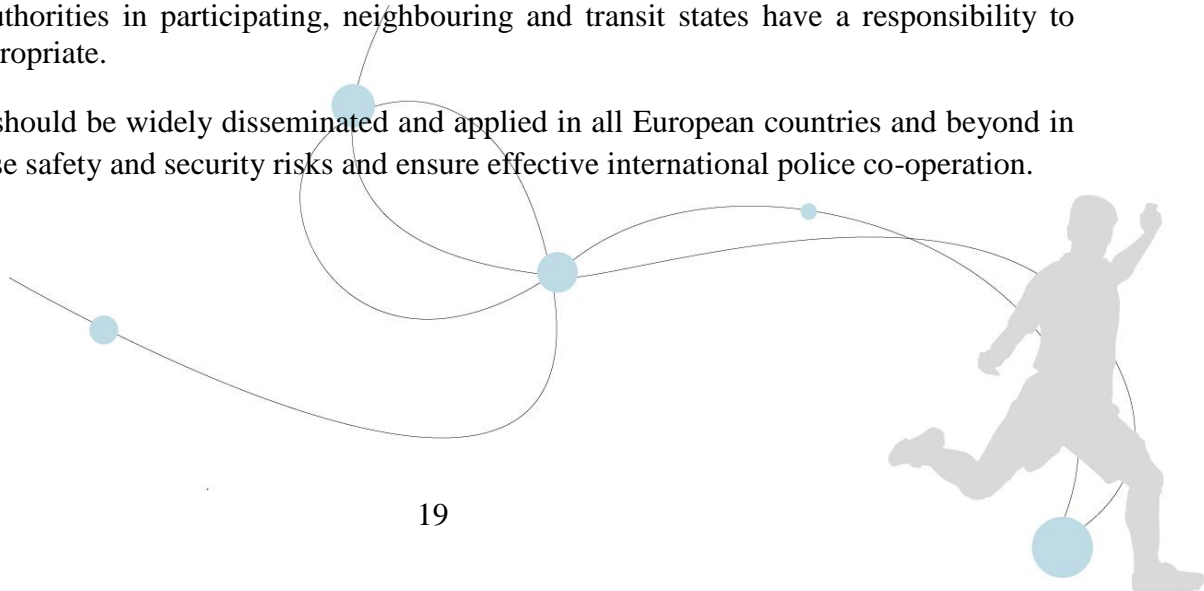 uthorities in participating, neighbouring and transit states have a responsibility to
ropriate.
should be widely disseminated and applied in all European countries and beyond in
se safety and security risks and ensure effective international police co-operation.
19